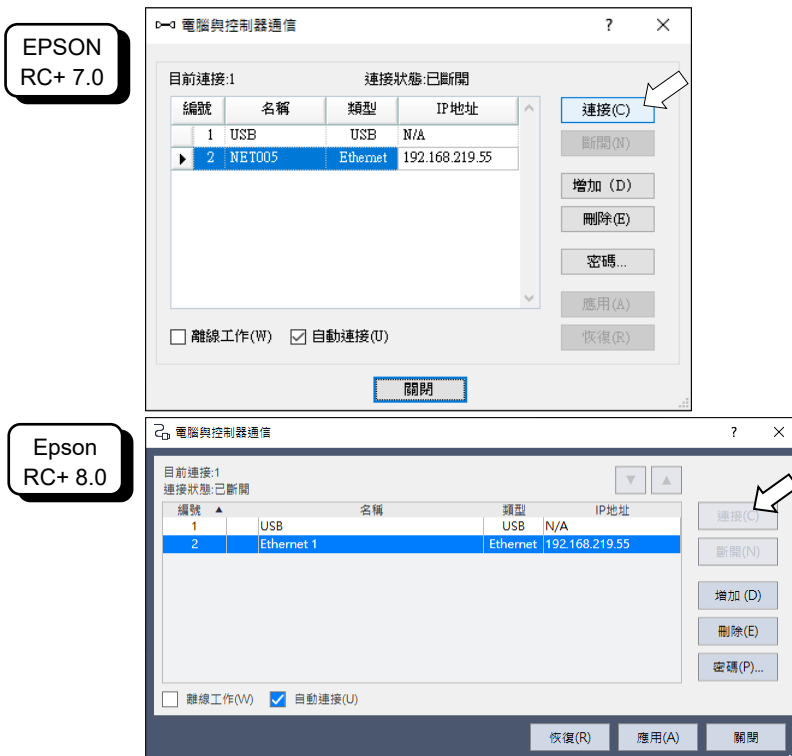 EPSON
RC+ 7.0
電腦與控制器通信 ?
目前連接:1 連接狀態:已斷開
編號 名稱 類型 IP地址
1 USB USB N/A
2 NET005 Ethernet 192.168.219.55
連接(C)
斷開(N)
增加 (D)
刪除(E)
密碼...
應用(A)
恢復(R)
離線工作(W) 自動連接(U)
關閉
Epson
RC+ 8.0
電腦與控制器通信 ?
目前連接:1
連接狀態:已斷開
編號 名稱 類型 IP地址
1 USB USB N/A
2 Ethernet 1 Ethernet 192.168.219.55
連接(C)
斷開(N)
增加 (D)
刪除(E)
密碼(P)...
離線工作(W) 自動連接(U)
恢復(R) 應用(A) 關閉